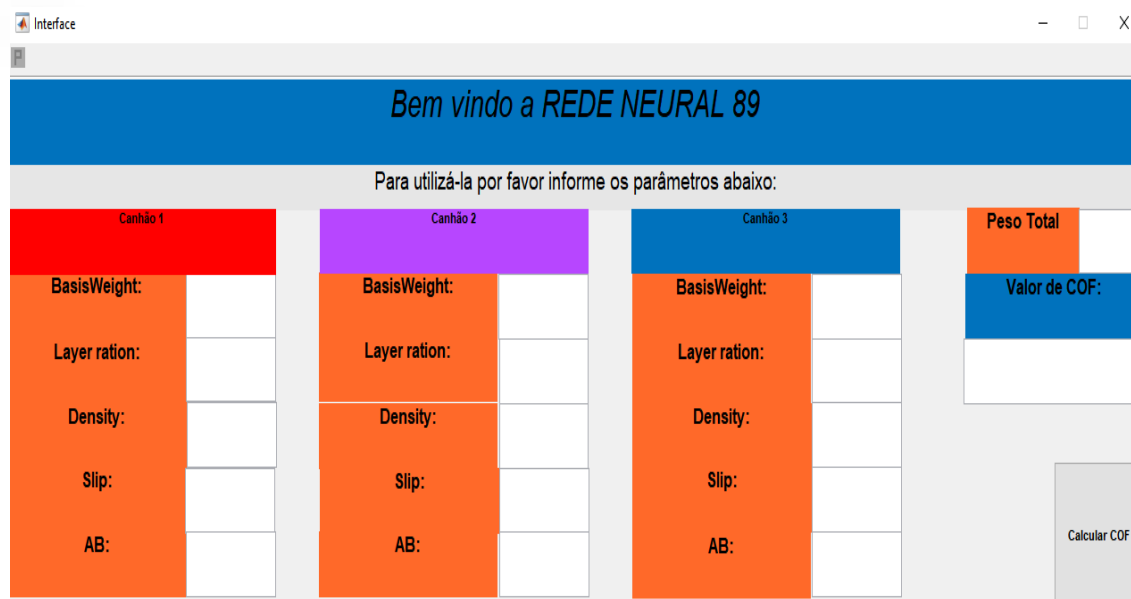 Interface
P
Bem vindo a REDE NEURAL 89
Para utilizá-la por favor informe os parâmetros abaixo:
Canhão 1
BasisWeight:
Layer ration:
Density:
Slip:
AB:
Canhão 2
BasisWeight:
Layer ration:
Density:
Slip:
AB:
Canhão 3
BasisWeight:
Layer ration:
Density:
Slip:
AB:
Peso Total
Valor de COF:
Calcular COF